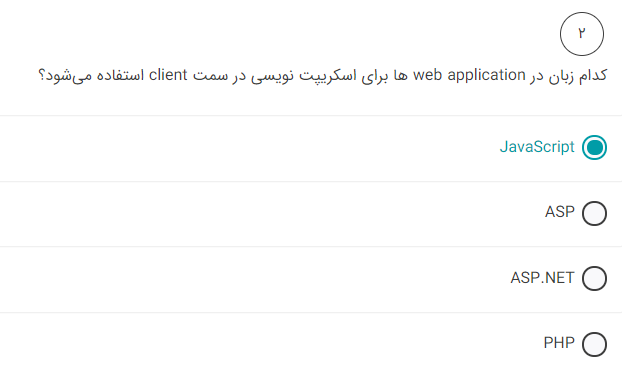 ۲
کدام زبان در web application ها برای اسکریپت نویسی در سمت client استفاده می‌شود؟
JavaScript
ASP
ASP.NET
PHP